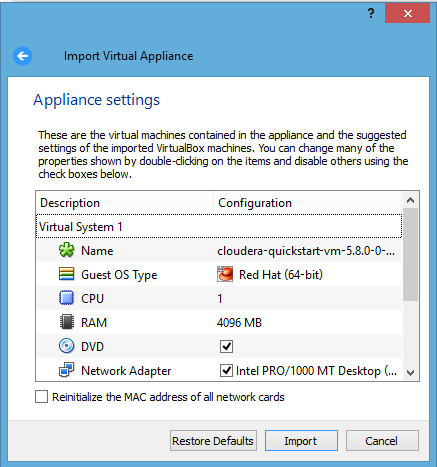 ?
Import Virtual Appliance
Appliance settings
These are the virtual machines contained in the appliance and the suggested
settings of the imported VirtualBox machines. You can change many of the
properties shown by double-clicking on the items and disable others using the
check boxes below.
Description Configuration
Virtual System 1
Name cloudera-quickstart-vm-5.8.0-0-...
Guest OS Type Red Hat (64-bit)
CPU 1
RAM 4096 MB
DVD
Network Adapter Intel PRO/1000 MT Desktop (...
Reinitialize the MAC address of all network cards
Restore Defaults Import Cancel